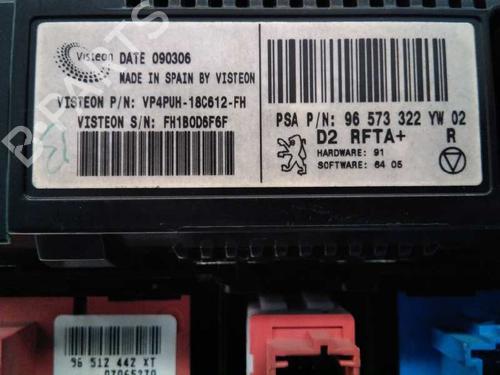 Visteon
DATE 090306
MADE IN SPAIN BY VISTEON
VISTEON P/N: VP4PUH-18C612-FH
VISTEON S/N: FH1B0D6F6F
PSA P/N: 96 573 322 YW 02
D2 RFTA+ R
HARDWARE: 91
SOFTWARE: 64 05
B-PARTS
96 512 442 XT